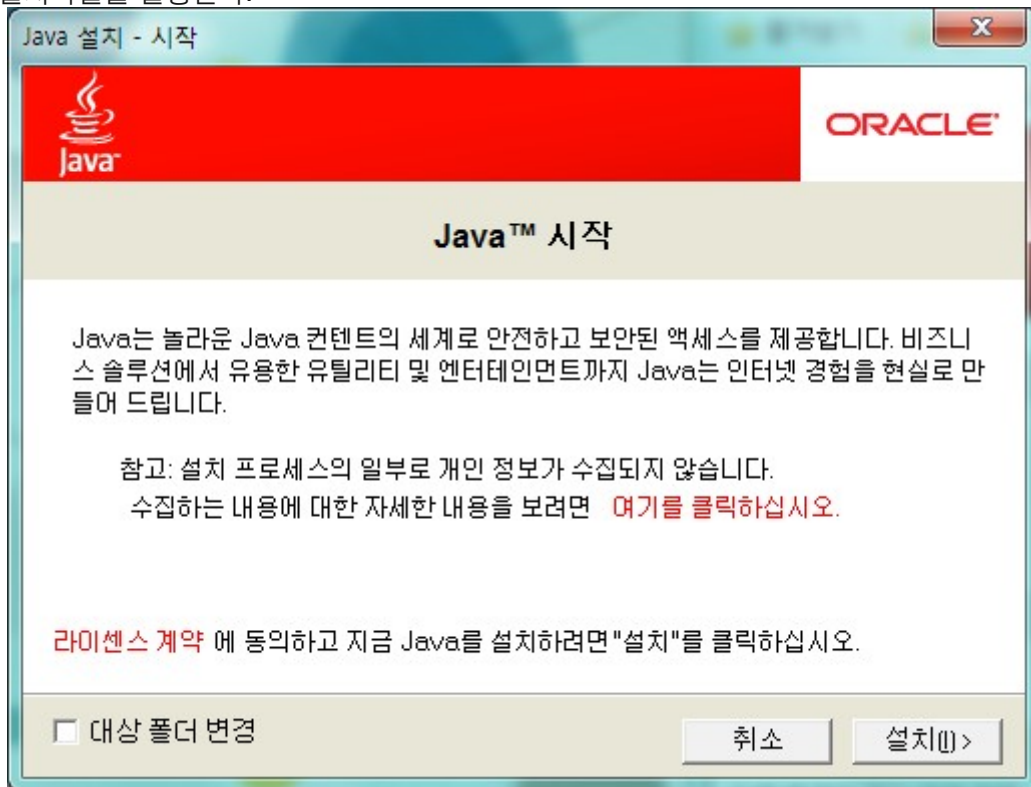 Java 설치 - 시작
Java
ORACLE
Java™ 시작
Java는 놀라운 Java 컨텐트의 세계로 안전하고 보안된 액세스를 제공합니다. 비즈니
스 솔루션에서 유용한 유틸리티 및 엔터테인먼트까지 Java는 인터넷 경험을 현실로 만
들어 드립니다.
참고: 설치 프로세스의 일부로 개인 정보가 수집되지 않습니다.
수집하는 내용에 대한 자세한 내용을 보려면 여기를 클릭하십시오.
라이센스 계약 에 동의하고 지금 Java를 설치하려면"설치"를 클릭하십시오.
대상 폴더 변경
취소
설치(I) >